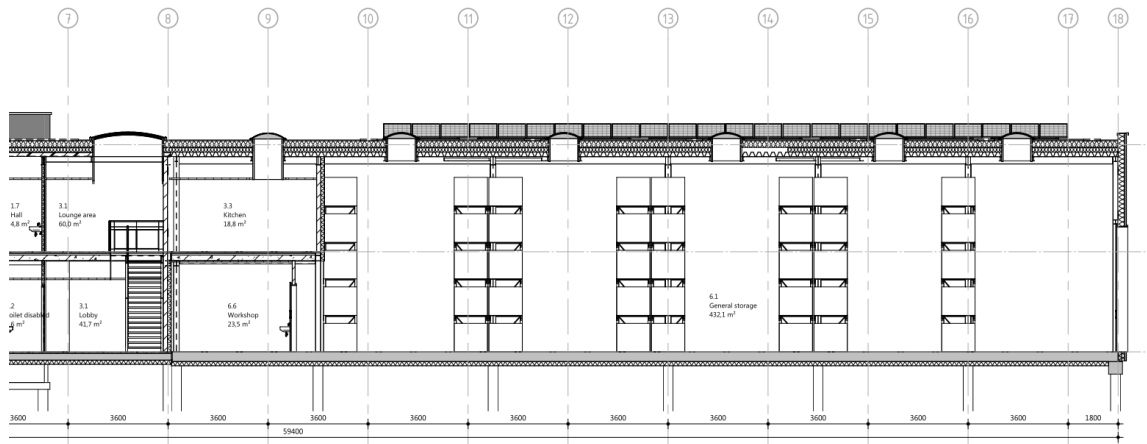 7 8 9 10 11 12 13 14 15 16 17 18
1.7
Hall
4,8 m²
3.1
Lounge area
60,0 m²
3.3
Kitchen
18,8 m²
.2
oilet disabled
6 m²
3.1
Lobby
41,7 m²
6.6
Workshop
23,5 m²
6.1
General storage
432,1 m²
3600 3600 3600 3600 3600 3600 3600 3600 3600 3600 3600 1800
59400